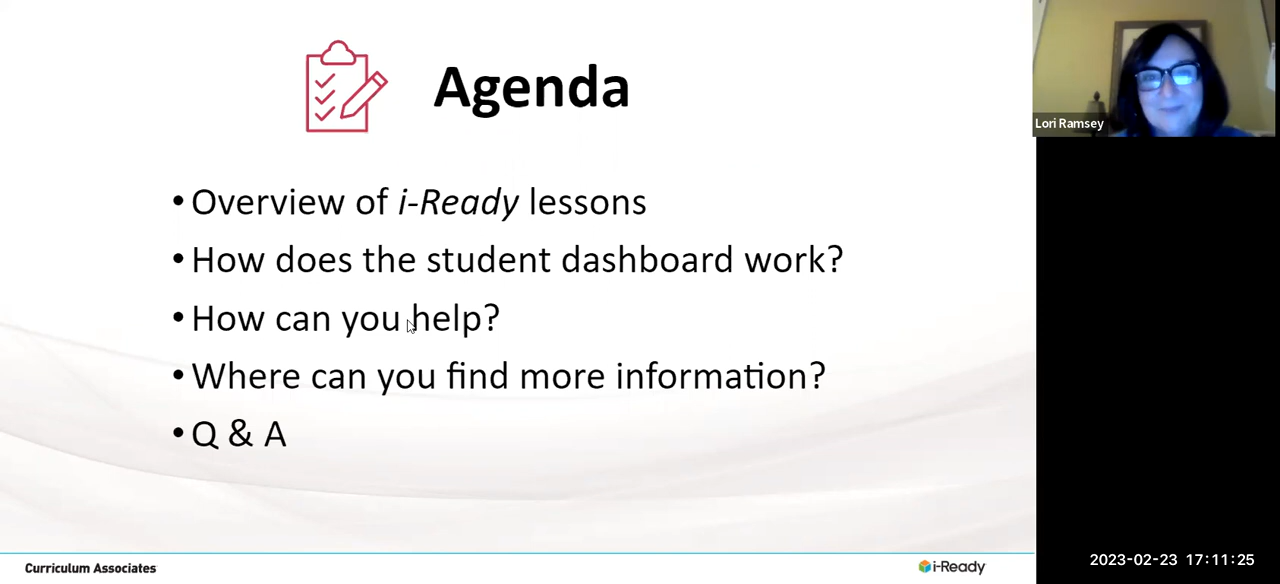 Agenda
Lori Ramsey
• Overview of i-Ready lessons
• How does the student dashboard work?
• How can you help?
• Where can you find more information?
• Q & A
Curriculum Associates
i-Ready
2023-02-23 17:11:25